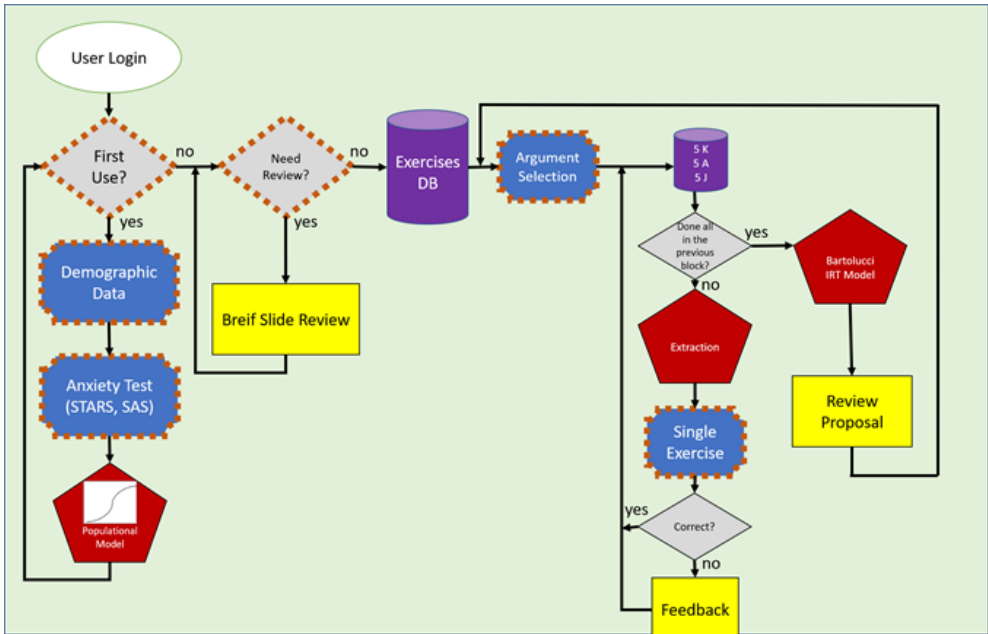 User Login
First
Use?
no
yes
Demographic
Data
Anxiety Test
(STARS, SAS)
Populational
Model
Need
Review?
no
yes
Breif Slide Review
Exercises
DB
Argument
Selection
5 K
5 A
5 J
Done all
in the
previous
block?
yes
no
Bartolucci
IRT Model
Review
Proposal
Extraction
Single
Exercise
Correct?
yes
no
Feedback